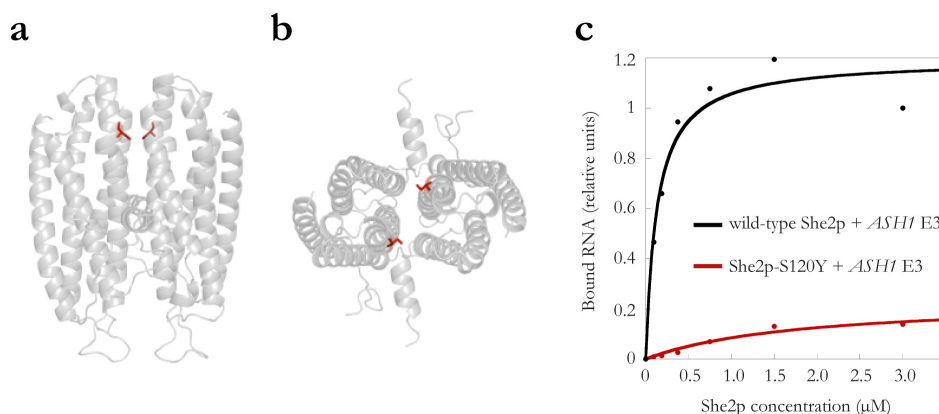 a
b
c
1.2
1
0.8
0.6
0.4
0.2
0
Bound RNA (relative units)
wild-type She2p + ASH1 E3
She2p-S120Y + ASH1 E3
0 0.5 1.0 1.5 2.0 2.5 3.0
She2p concentration (μM)